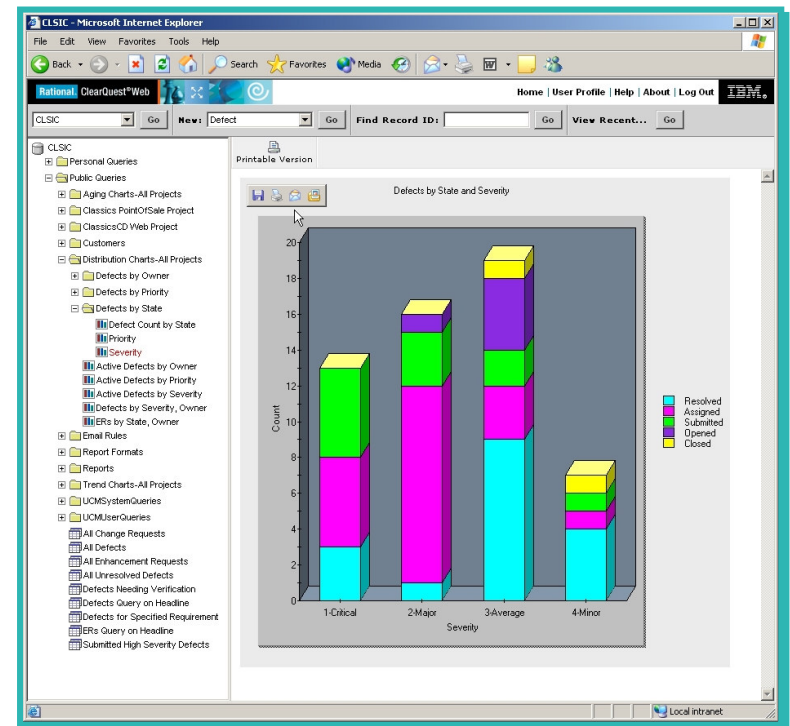 CLSIC - Microsoft Internet Explorer
File Edit View Favorites Tools Help
Back Search Favorites Media
Rational. ClearQuest®Web Home | User Profile | Help | About | Log Out IBM.
CLSIC Go New: Defect Go Find Record ID: Go View Recent... Go
CLSIC
Personal Queries
Public Queries
Aging Charts-All Projects
Classics PointOfSale Project
ClassicsCD Web Project
Customers
Distribution Charts-All Projects
Defects by Owner
Defects by Priority
Defects by State
Defect Count by State
Priority
Severity
Active Defects by Owner
Active Defects by Priority
Active Defects by Severity
Defects by Severity, Owner
ERs by State, Owner
Email Rules
Report Formats
Reports
Trend Charts-All Projects
UCMSystemQueries
UCMUserQueries
All Change Requests
All Defects
All Enhancement Requests
All Unresolved Defects
Defects Needing Verification
Defects Query on Headline
Defects for Specified Requirement
ERs Query on Headline
Submitted High Severity Defects
Printable Version
Defects by State and Severity
20
18
16
14
12
10
8
6
4
2
0
Count
1-Critical 2-Major 3-Average 4-Minor
Severity
Resolved
Assigned
Submitted
Opened
Closed
Local intranet